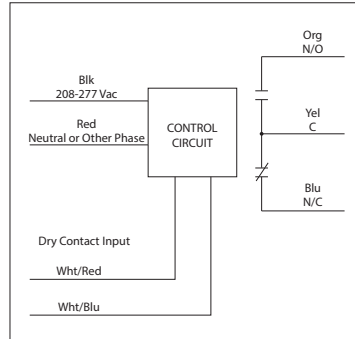 Org
N/O
Blk
208-277 Vac
Red
Neutral or Other Phase
CONTROL
CIRCUIT
Yel
C
Blu
N/C
Dry Contact Input
Wht/Red
Wht/Blu